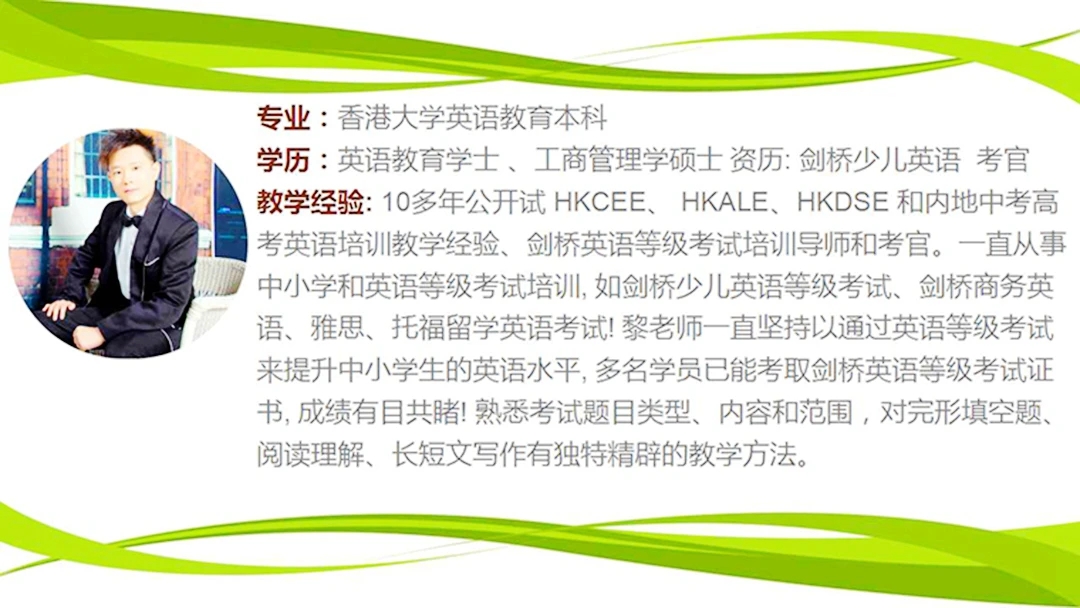 专业：香港大学英语教育本科
学历：英语教育学士 、工商管理学硕士 资历: 剑桥少儿英语 考官
教学经验: 10多年公开试 HKCEE、 HKALE、HKDSE 和内地中考高
考英语培训教学经验、剑桥英语等级考试培训导师和考官。一直从事
中小学和英语等级考试培训, 如剑桥少儿英语等级考试、剑桥商务英
语、雅思、托福留学英语考试! 黎老师一直坚持以通过英语等级考试
来提升中小学生的英语水平, 多名学员已能考取剑桥英语等级考试证
书, 成绩有目共睹! 熟悉考试题目类型、内容和范围，对完形填空题、
阅读理解、长短文写作有独特精辟的教学方法。